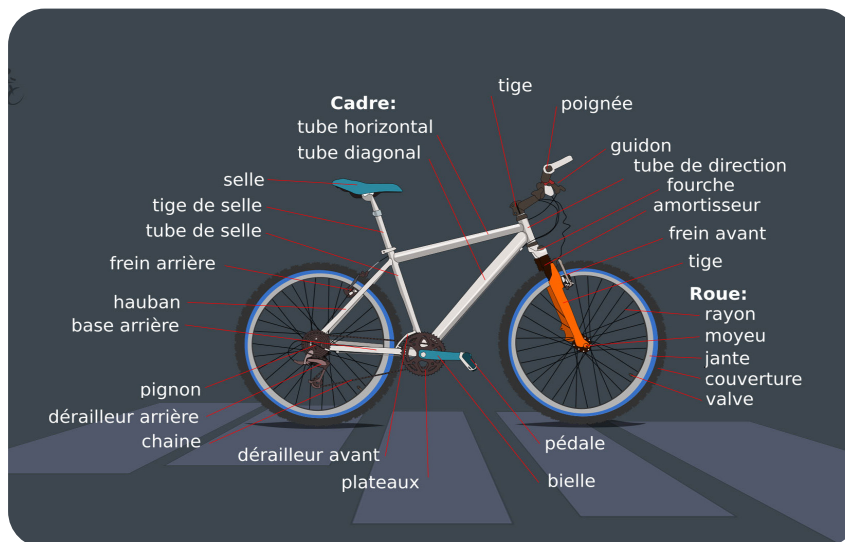 tige
Cadre:
poignée
tube horizontal
guidon
tube diagonal
tube de direction
selle
fourche
tige de selle
amortisseur
tube de selle
frein avant
frein arrière
tige
hauban
Roue:
rayon
base arrière
moyeu
jante
couverture
pignon
valve
dérailleur arrière
chaine
pédale
dérailleur avant
plateaux
bielle